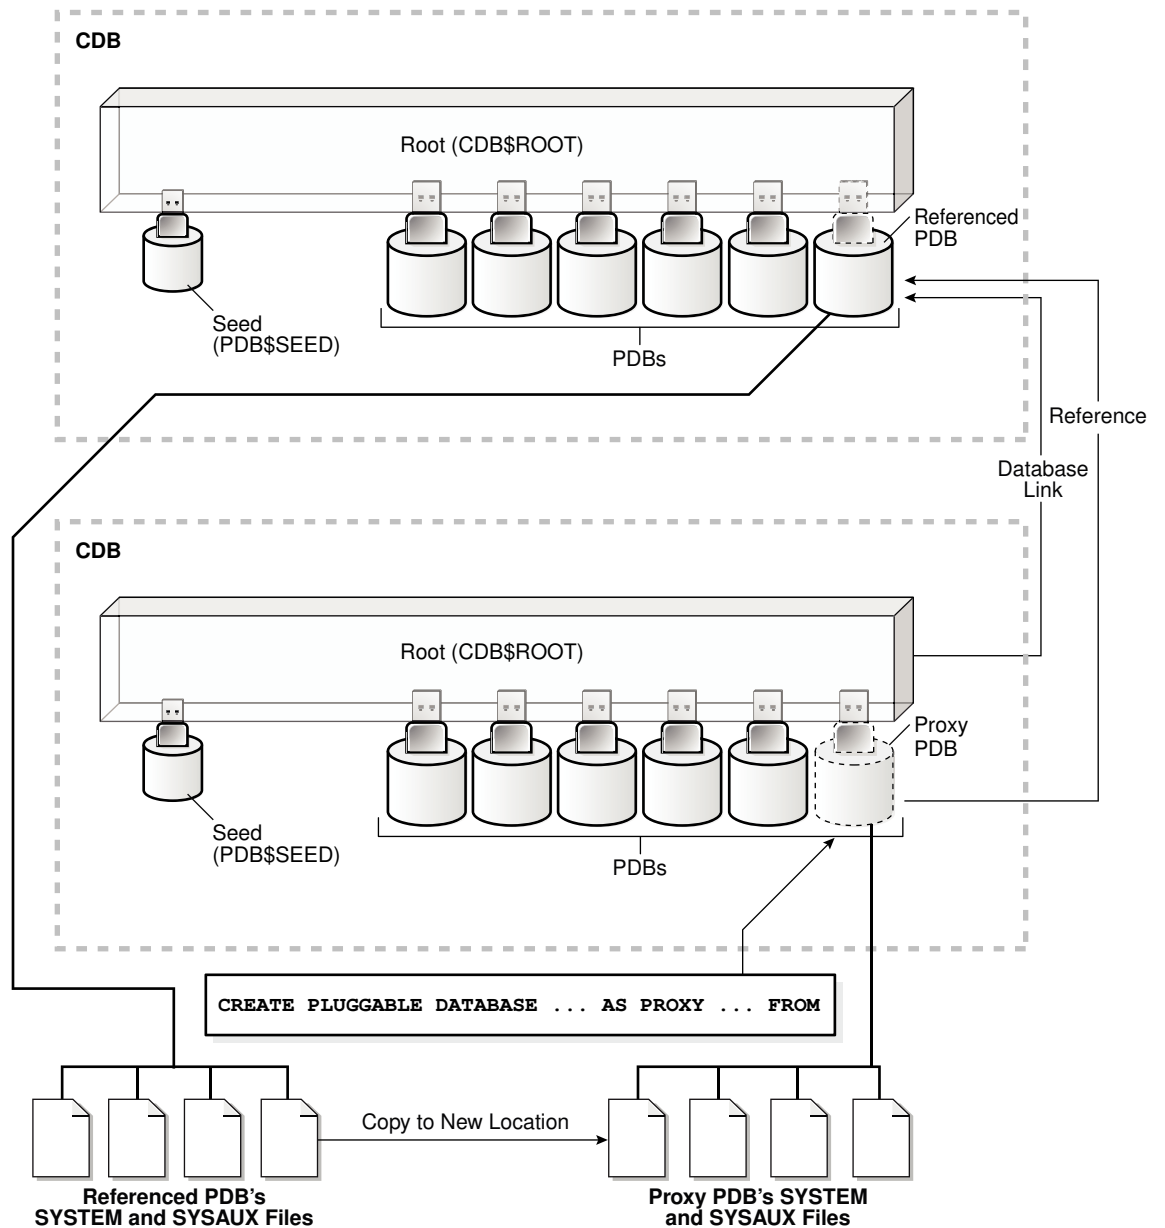 CDB
Root (CDB$ROOT)
Referenced
PDB
Seed
(PDB$SEED)
PDBs
Reference
Database
Link
CDB
Root (CDB$ROOT)
Proxy
PDB
Seed
(PDB$SEED)
PDBs
CREATE PLUGGABLE DATABASE ... AS PROXY ... FROM
Copy to New Location
Referenced PDB's
SYSTEM and SYSAUX Files
Proxy PDB's SYSTEM
and SYSAUX Files